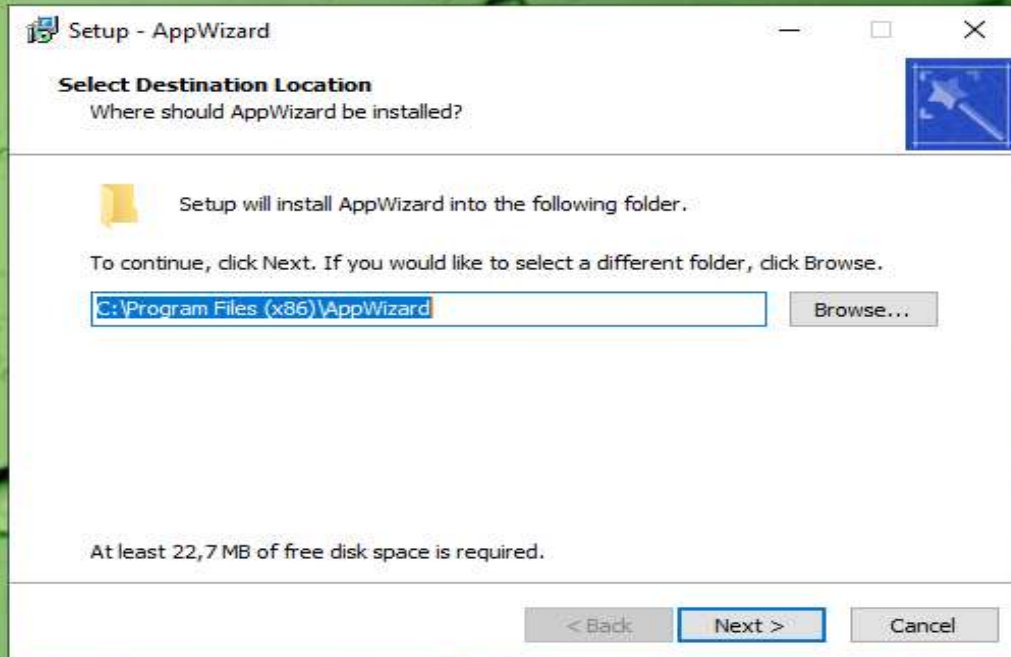 Setup - AppWizard
Select Destination Location
Where should AppWizard be installed?
Setup will install AppWizard into the following folder.
To continue, click Next. If you would like to select a different folder, click Browse.
C:\Program Files (x86)\AppWizard
Browse...
At least 22,7 MB of free disk space is required.
< Back
Next >
Cancel